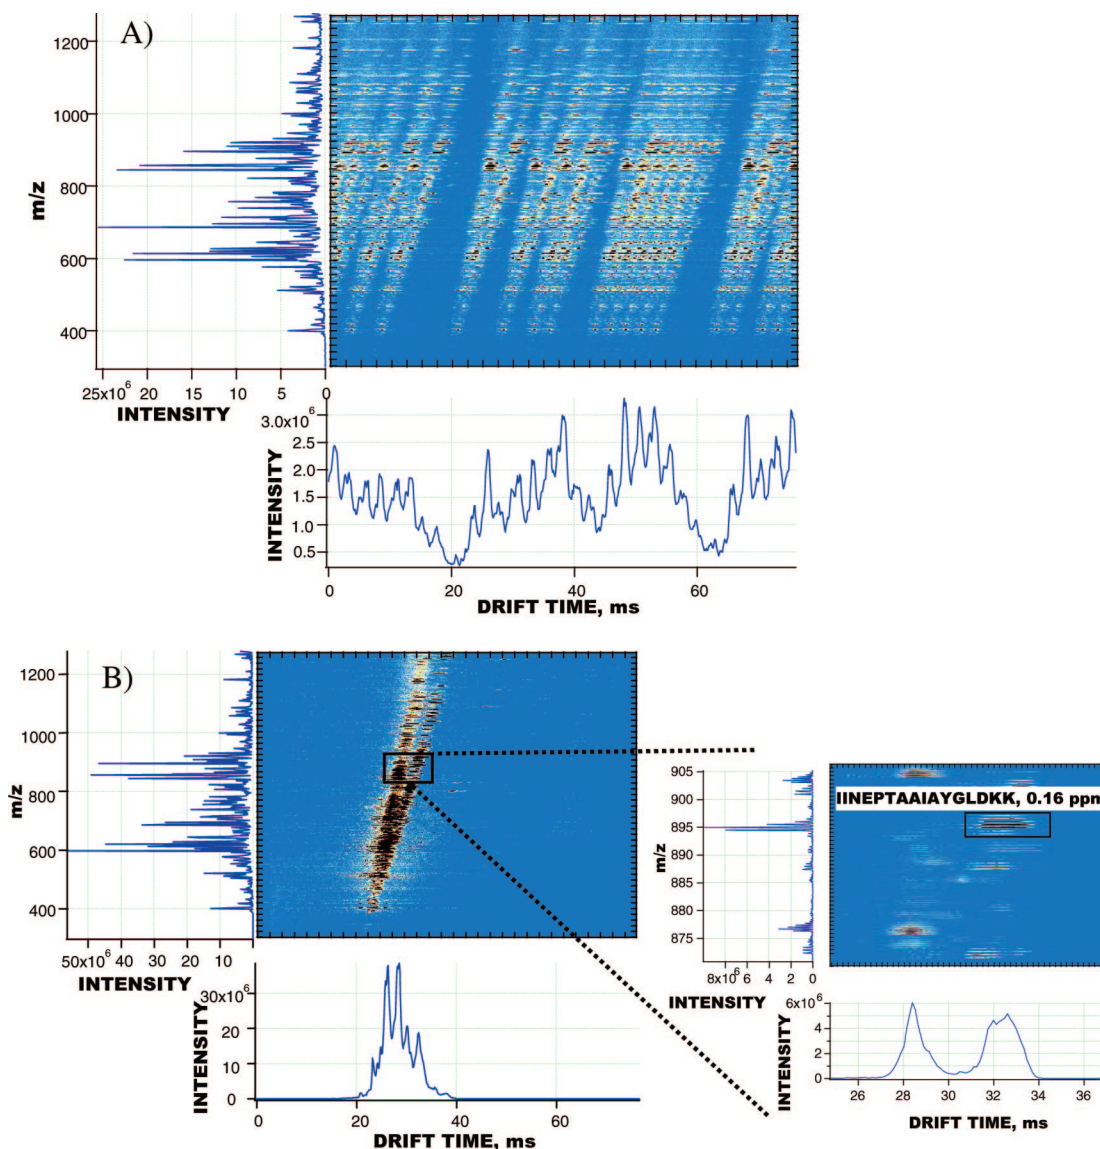 A)
1200
1000
800
600
400
m/z
25x10⁶ 20 15 10 5 0
INTENSITY
3.0x10⁶
2.5
2.0
1.5
1.0
0.5
INTENSITY
0 20 40 60
DRIFT TIME, ms
B)
1200
1000
800
600
400
m/z
50x10⁶ 40 30 20 10
INTENSITY
30x10⁶
20
10
0
INTENSITY
0 20 40 60
DRIFT TIME, ms
905
900
895
890
885
880
875
m/z
IINEPTAAIAYGLDKK, 0.16 ppm
8x10⁶ 6 4 2 0
INTENSITY
6x10⁶
4
2
0
INTENSITY
26 28 30 32 34 36
DRIFT TIME, ms